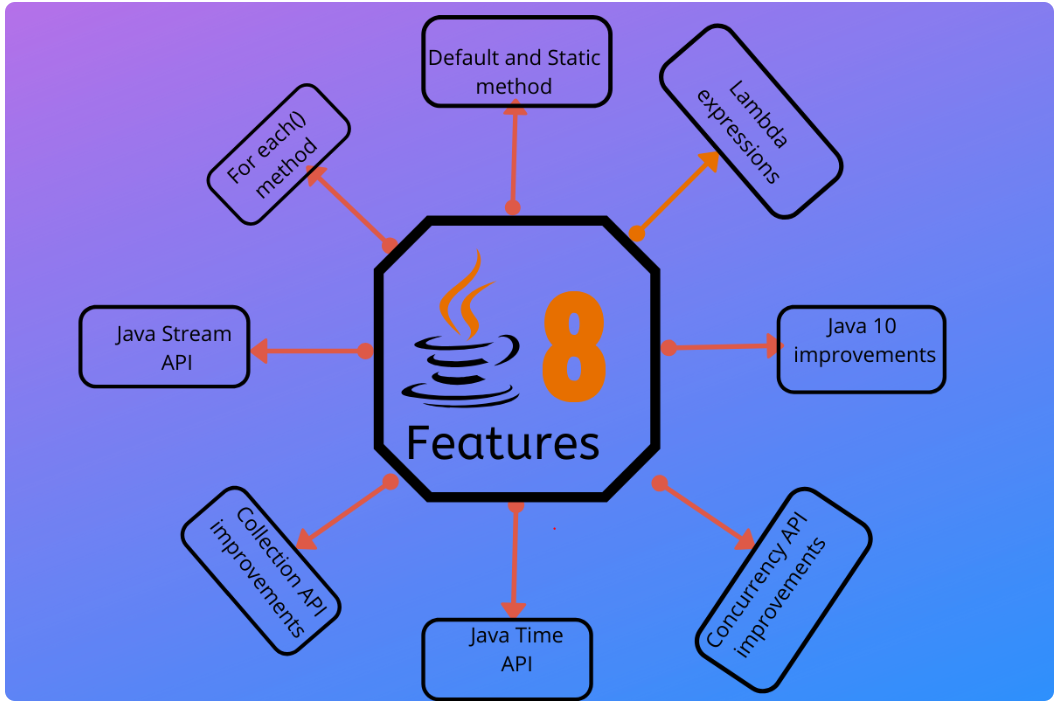 Default and Static
method
Lambda
expressions
For each()
method
Java Stream
API
8
Features
Java 10
improvements
Collection API
improvements
Java Time
API
Concurrency API
improvements